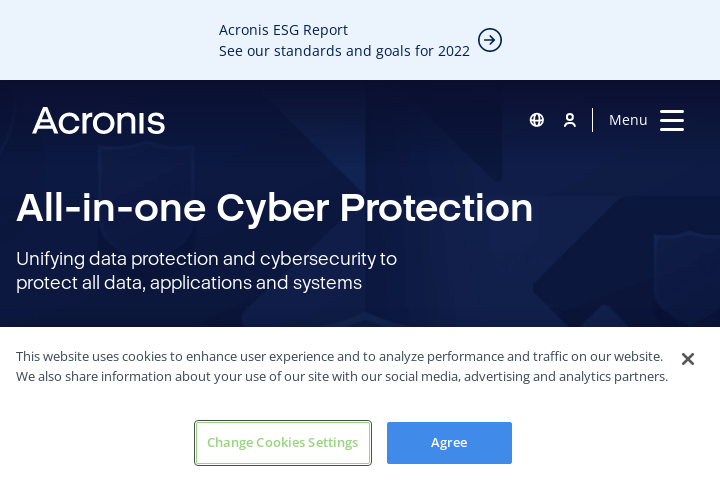 Acronis ESG Report
See our standards and goals for 2022
Acronis
Menu
All-in-one Cyber Protection
Unifying data protection and cybersecurity to
protect all data, applications and systems
This website uses cookies to enhance user experience and to analyze performance and traffic on our website.
We also share information about your use of our site with our social media, advertising and analytics partners.
Change Cookies Settings
Agree